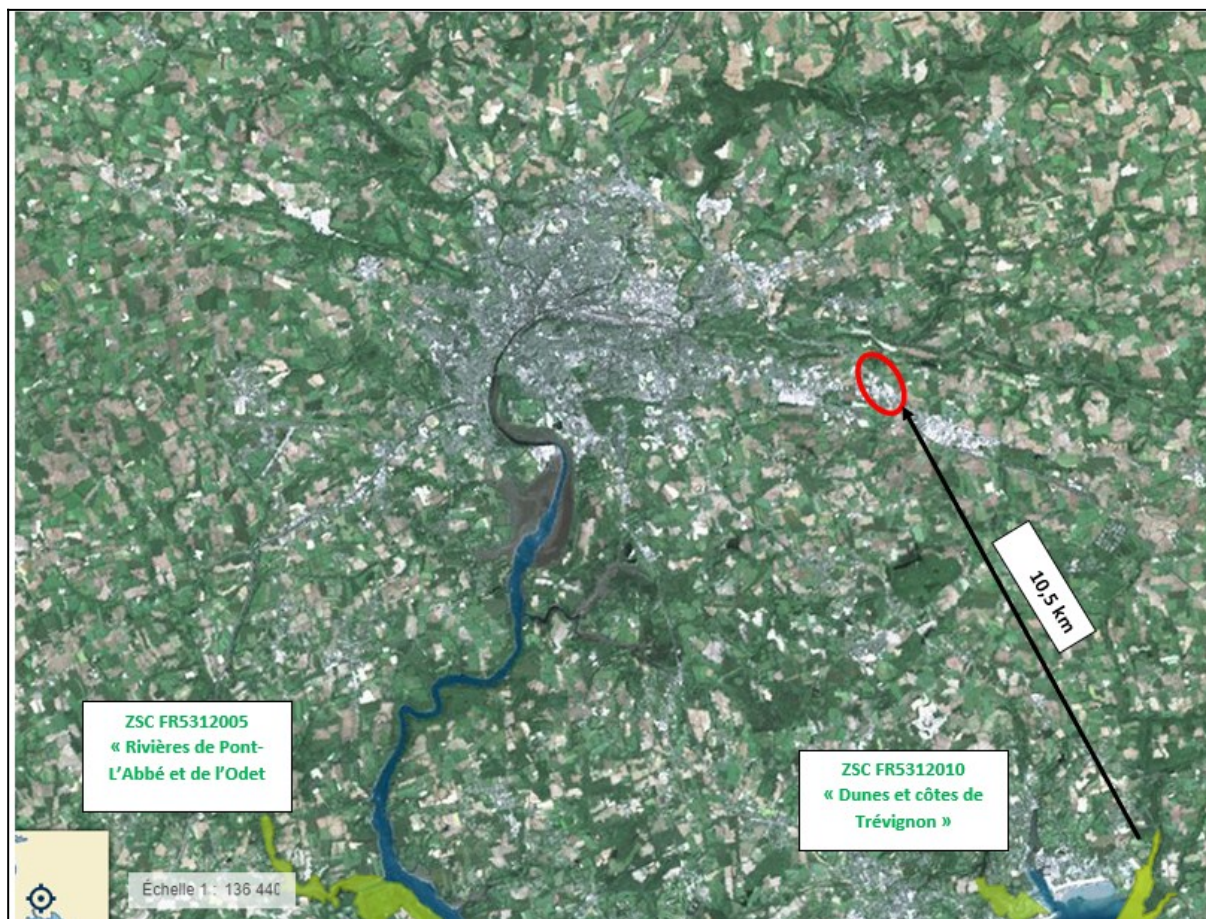 10,5 km
ZSC FR5312005
« Rivières de Pont-
L’Abbé et de l’Odet
ZSC FR5312010
« Dunes et côtes de
Trévignon »
Échelle 1 : 136 440